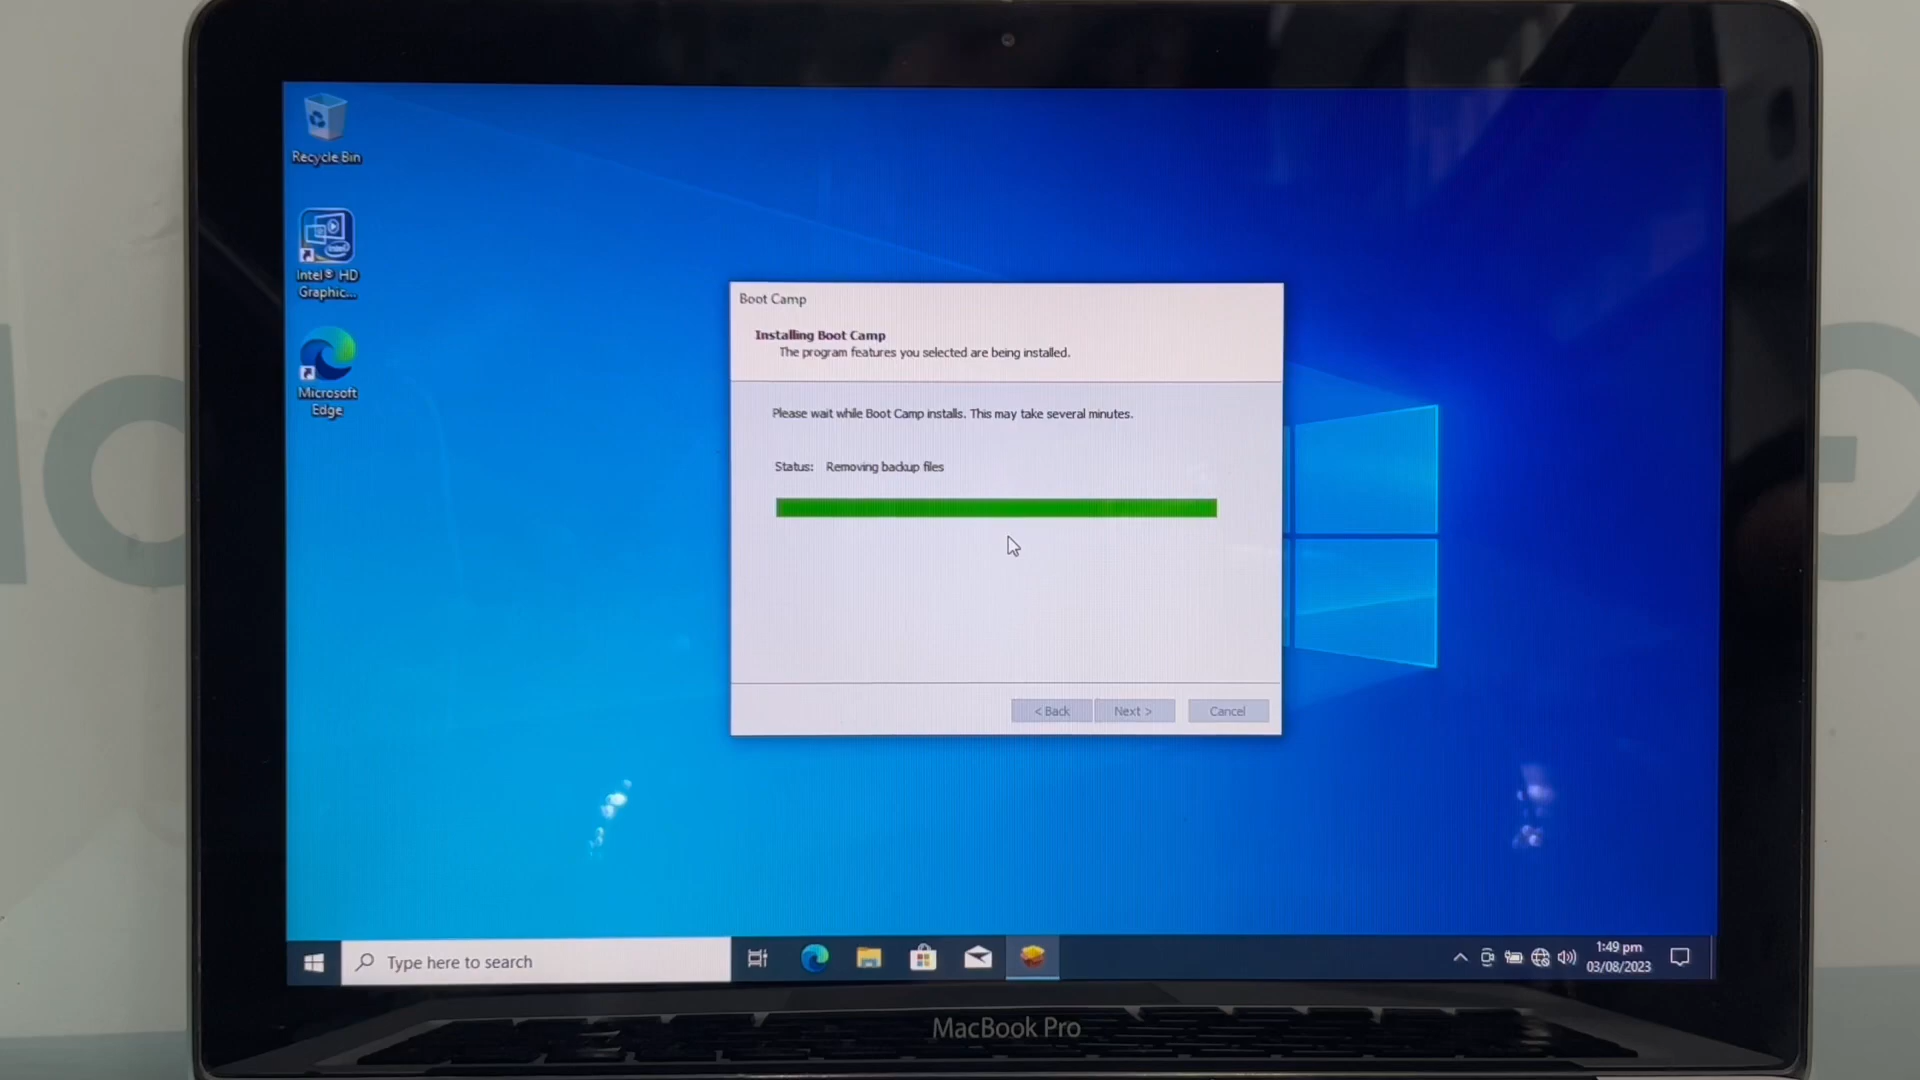 Recycle Bin
Intel® HD
Graphic...
Microsoft
Edge
Boot Camp
Installing Boot Camp
The program features you selected are being installed.
Please wait while Boot Camp installs. This may take several minutes.
Status: Removing backup files
< Back
Next >
Cancel
Type here to search
1:49 pm
03/08/2023
MacBook Pro